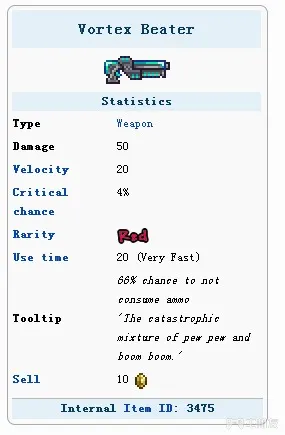 Vortex Beater
Statistics
Type Weapon
Damage 50
Velocity 20
Critical chance 4%
Rarity Red
Use time 20 (Very Fast)
Tooltip 66% chance to not
consume ammo
'The catastrophic
mixture of pew pew and
boom boom.'
Sell 10
Internal Item ID: 3475